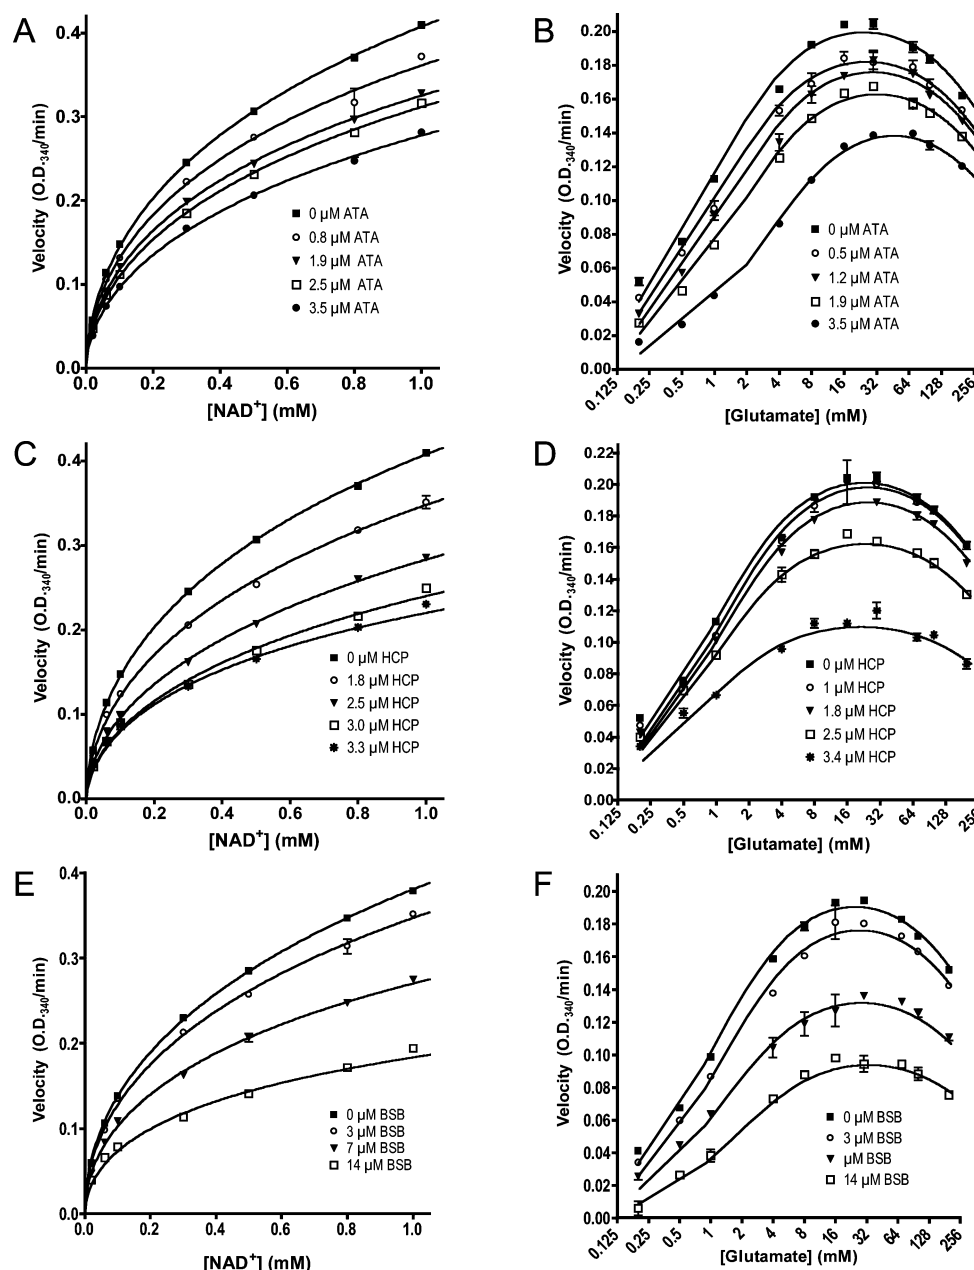 A
Velocity (O.D.340/min)
0.4
0.3
0.2
0.1
0.0
0.0 0.2 0.4 0.6 0.8 1.0
[NAD+] (mM)
0 µM ATA
0.8 µM ATA
1.9 µM ATA
2.5 µM ATA
3.5 µM ATA
B
Velocity (O.D.340/min)
0.20
0.18
0.16
0.14
0.12
0.10
0.08
0.06
0.04
0.02
0.00
0.125 0.25 0.5 1 2 4 8 16 32 64 128 256
[Glutamate] (mM)
0 µM ATA
0.5 µM ATA
1.2 µM ATA
1.9 µM ATA
3.5 µM ATA
C
Velocity (O.D.340/min)
0.4
0.3
0.2
0.1
0.0
0.0 0.2 0.4 0.6 0.8 1.0
[NAD+] (mM)
0 µM HCP
1.8 µM HCP
2.5 µM HCP
3.0 µM HCP
3.3 µM HCP
D
Velocity (O.D.340/min)
0.22
0.20
0.18
0.16
0.14
0.12
0.10
0.08
0.06
0.04
0.02
0.00
0.125 0.25 0.5 1 2 4 8 16 32 64 128 256
[Glutamate] (mM)
0 µM HCP
1 µM HCP
1.8 µM HCP
2.5 µM HCP
3.4 µM HCP
E
Velocity (O.D.340/min)
0.4
0.3
0.2
0.1
0.0
0.0 0.2 0.4 0.6 0.8 1.0
[NAD+] (mM)
0 µM BSB
3 µM BSB
7 µM BSB
14 µM BSB
F
Velocity (O.D.340/min)
0.20
0.18
0.16
0.14
0.12
0.10
0.08
0.06
0.04
0.02
0.00
0.125 0.25 0.5 1 2 4 8 16 32 64 128 256
[Glutamate] (mM)
0 µM BSB
3 µM BSB
µM BSB
14 µM BSB